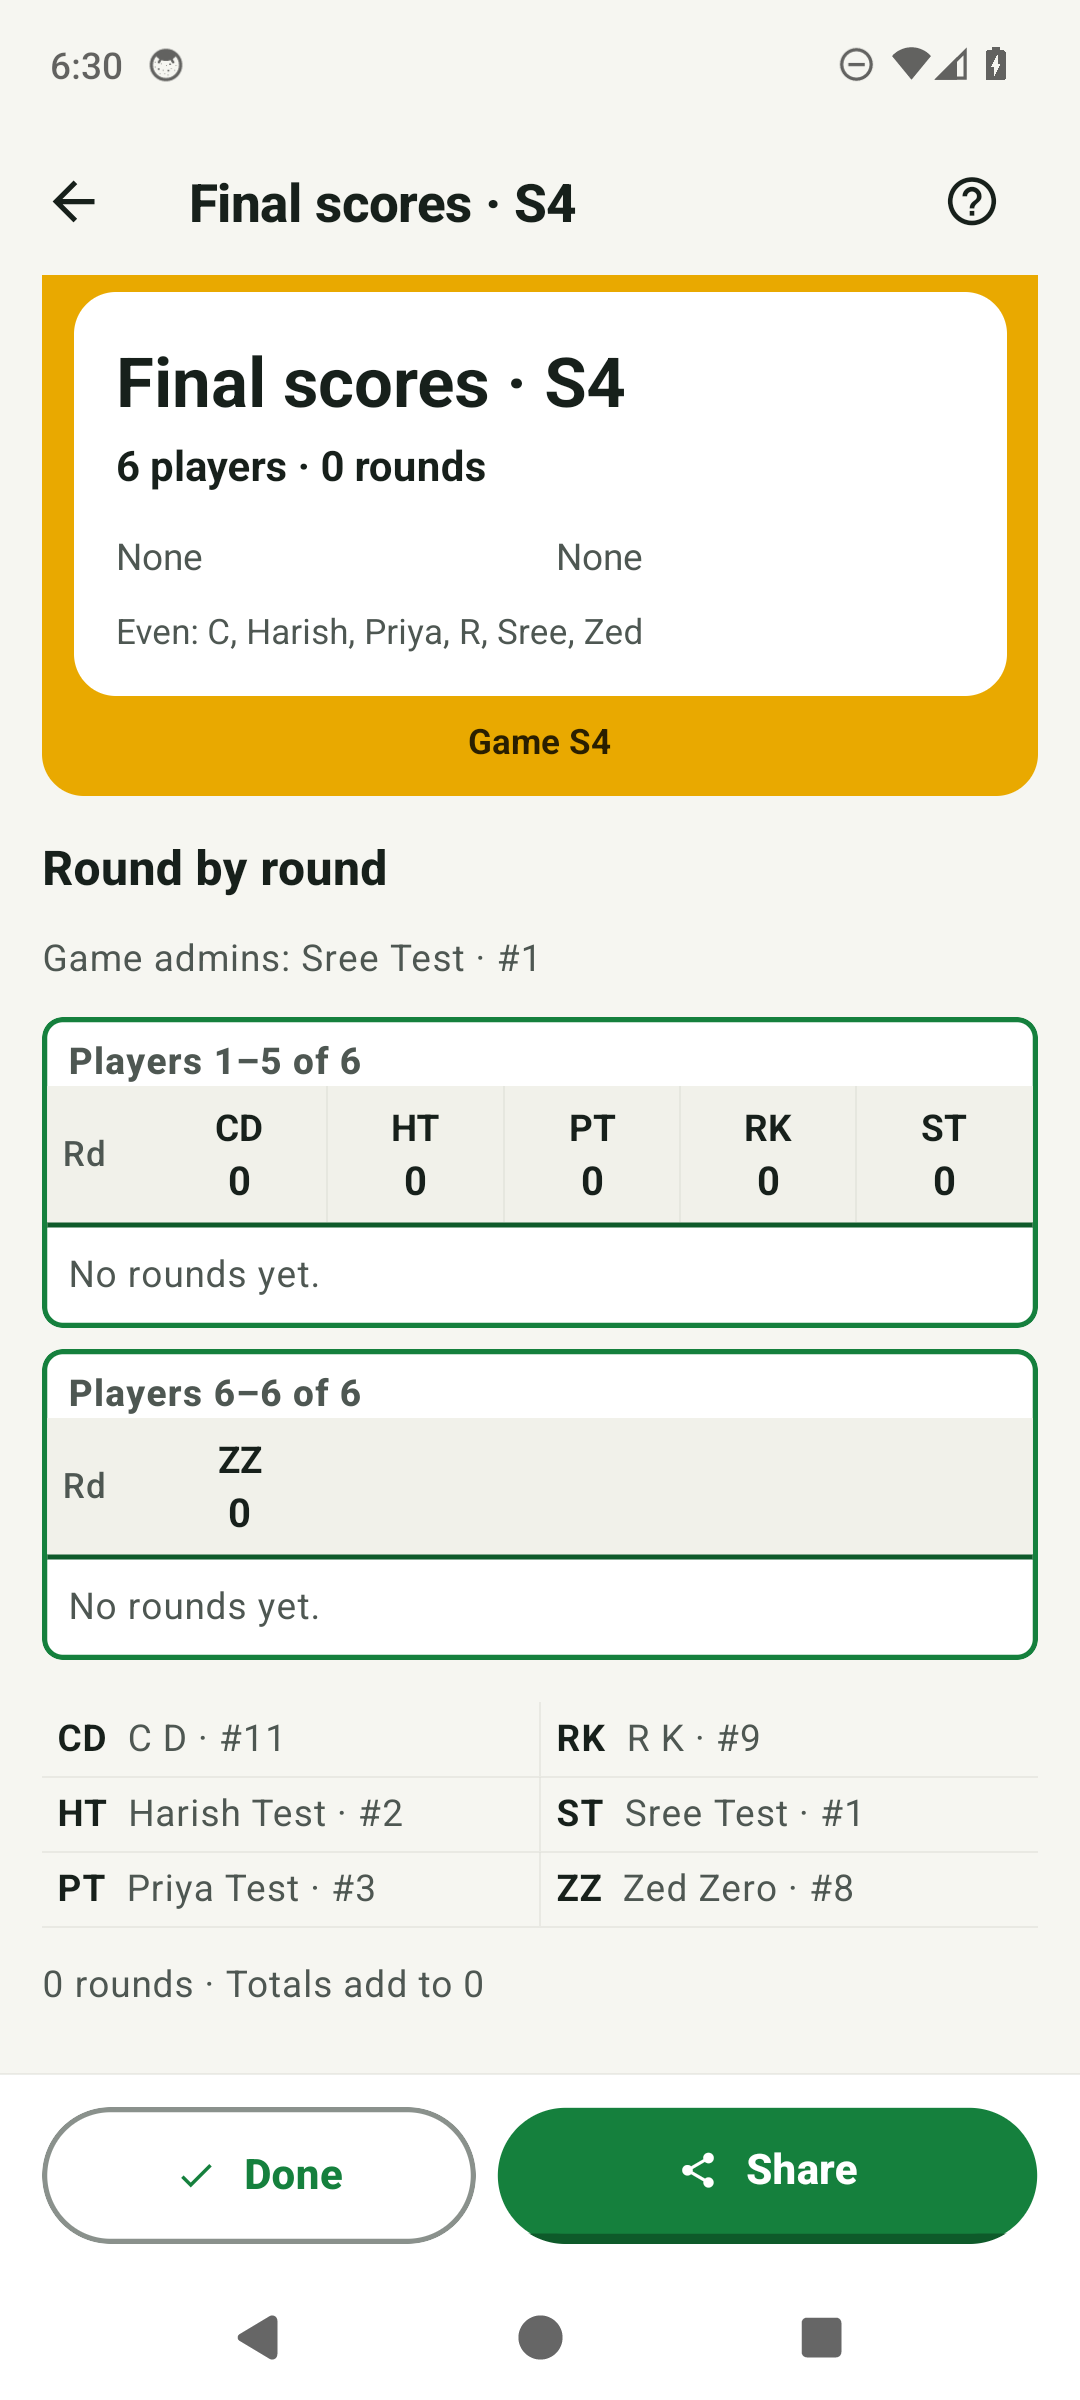 6:30
Final scores · S4
Final scores · S4
6 players · 0 rounds
None None
Even: C, Harish, Priya, R, Sree, Zed
Game S4
Round by round
Game admins: Sree Test · #1
Players 1–5 of 6
Rd CD HT PT RK ST
0 0 0 0 0
No rounds yet.
Players 6–6 of 6
Rd ZZ
0
No rounds yet.
CD C D · #11 RK R K · #9
HT Harish Test · #2 ST Sree Test · #1
PT Priya Test · #3 ZZ Zed Zero · #8
0 rounds · Totals add to 0
Done Share